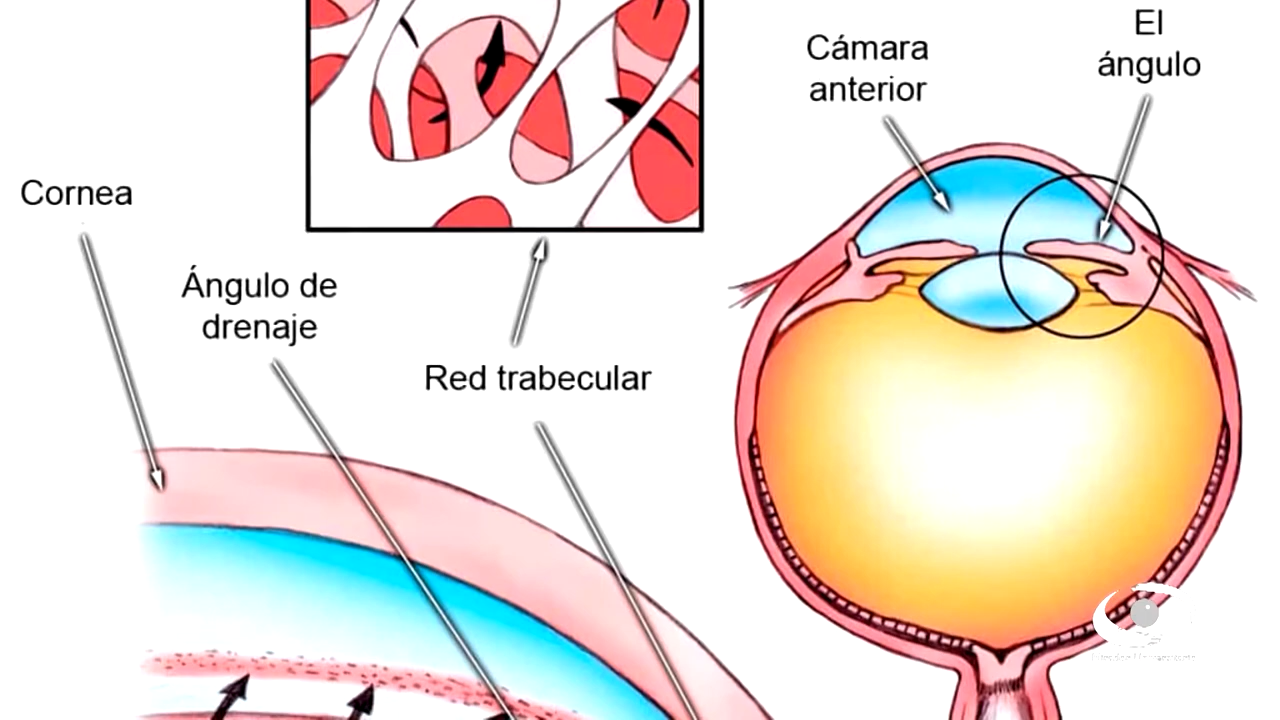 Cámara
anterior
El
ángulo
Cornea
Ángulo de
drenaje
Red trabecular